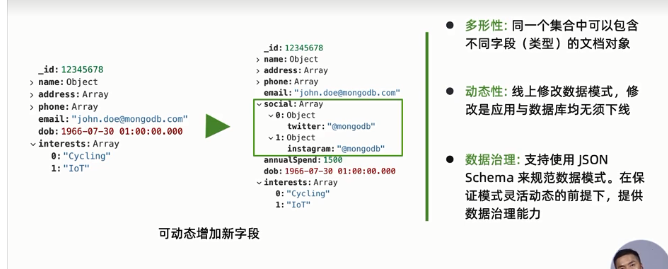 _id: 12345678
> name: Object
> address: Array
> phone: Array
email: "john.doe@mongodb.com"
dob: 1966-07-30 01:00:00.000
interests: Array
0: "Cycling"
1: "IoT"
_id: 12345678
> name: Object
> address: Array
> phone: Array
email: "john.doe@mongodb.com"
social: Array
0: Object
twitter: "@mongodb"
1: Object
instagram: "@mongodb"
annualSpend: 1500
dob: 1966-07-30 01:00:00.000
interests: Array
0: "Cycling"
1: "IoT"
可动态增加新字段
● 多形性: 同一个集合中可以包含
不同字段（类型）的文档对象
● 动态性: 线上修改数据模式，修
改是应用与数据库均无须下线
● 数据治理: 支持使用 JSON
Schema 来规范数据模式。在保
证模式灵活动态的前提下，提供
数据治理能力